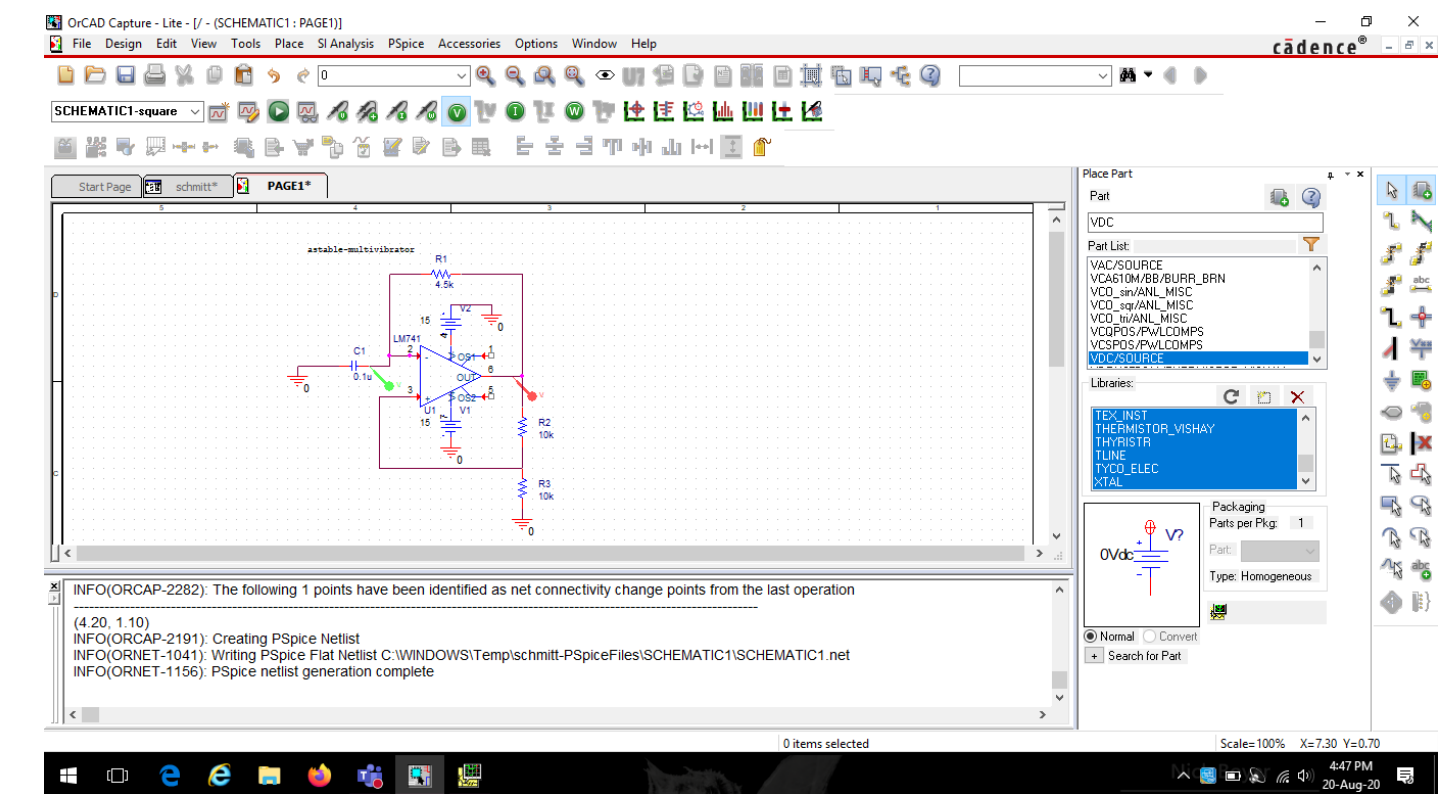 OrCAD Capture - Lite - [/ - (SCHEMATIC1 : PAGE1)]
File Design Edit View Tools Place SI Analysis PSpice Accessories Options Window Help
cādence®
0
SCHEMATIC1-square
Start Page
schmitt*
PAGE1*
5 4 3 2 1
D
C
astable-multivibrator
R1
4.5k
V2
15
0
LM741
C1
0.1u
0
2
3
4
7
-
+
OS1
1
OUT
6
OS2
5
U1
V1
15
0
V
V
R2
10k
R3
10k
0
INFO(ORCAP-2282): The following 1 points have been identified as net connectivity change points from the last operation
(4.20, 1.10)
INFO(ORCAP-2191): Creating PSpice Netlist
INFO(ORNET-1041): Writing PSpice Flat Netlist C:\WINDOWS\Temp\schmitt-PSpiceFiles\SCHEMATIC1\SCHEMATIC1.net
INFO(ORNET-1156): PSpice netlist generation complete
Place Part
Part
VDC
Part List:
VAC/SOURCE
VCA610M/BB/BURR_BRN
VCO_sin/ANL_MISC
VCO_sqr/ANL_MISC
VCO_tri/ANL_MISC
VCQPOS/PWLCOMPS
VCSPOS/PWLCOMPS
VDC/SOURCE
Libraries:
TEX_INST
THERMISTOR_VISHAY
THYRISTR
TLINE
TYCO_ELEC
XTAL
V?
0Vdc
Packaging
Parts per Pkg: 1
Part:
Type: Homogeneous
Normal Convert
+ Search for Part
0 items selected
Scale=100% X=7.30 Y=0.70
4:47 PM
20-Aug-20